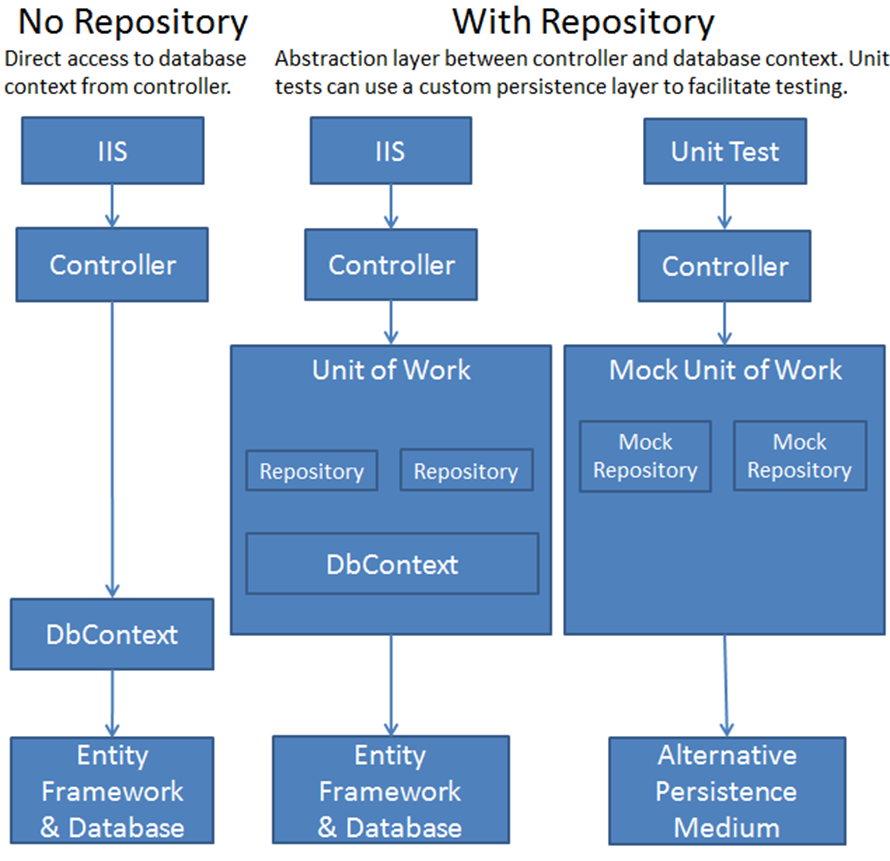 No Repository
Direct access to database
context from controller.
IIS
Controller
DbContext
Entity
Framework
& Database
With Repository
Abstraction layer between controller and database context. Unit
tests can use a custom persistence layer to facilitate testing.
IIS
Controller
Unit of Work
Repository
Repository
DbContext
Entity
Framework
& Database
Unit Test
Controller
Mock Unit of Work
Mock
Repository
Mock
Repository
Alternative
Persistence
Medium